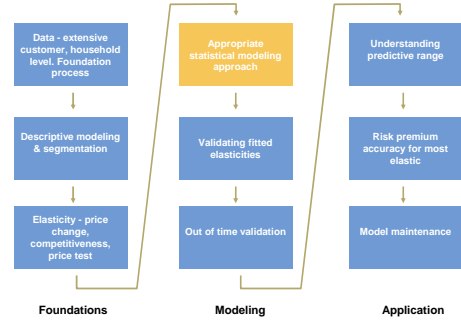 Data - extensive
customer, household
level. Foundation
process
Descriptive modeling
& segmentation
Elasticity - price
change,
competitiveness,
price test
Foundations
Appropriate
statistical modeling
approach
Validating fitted
elasticities
Out of time validation
Modeling
Understanding
predictive range
Risk premium
accuracy for most
elastic
Model maintenance
Application